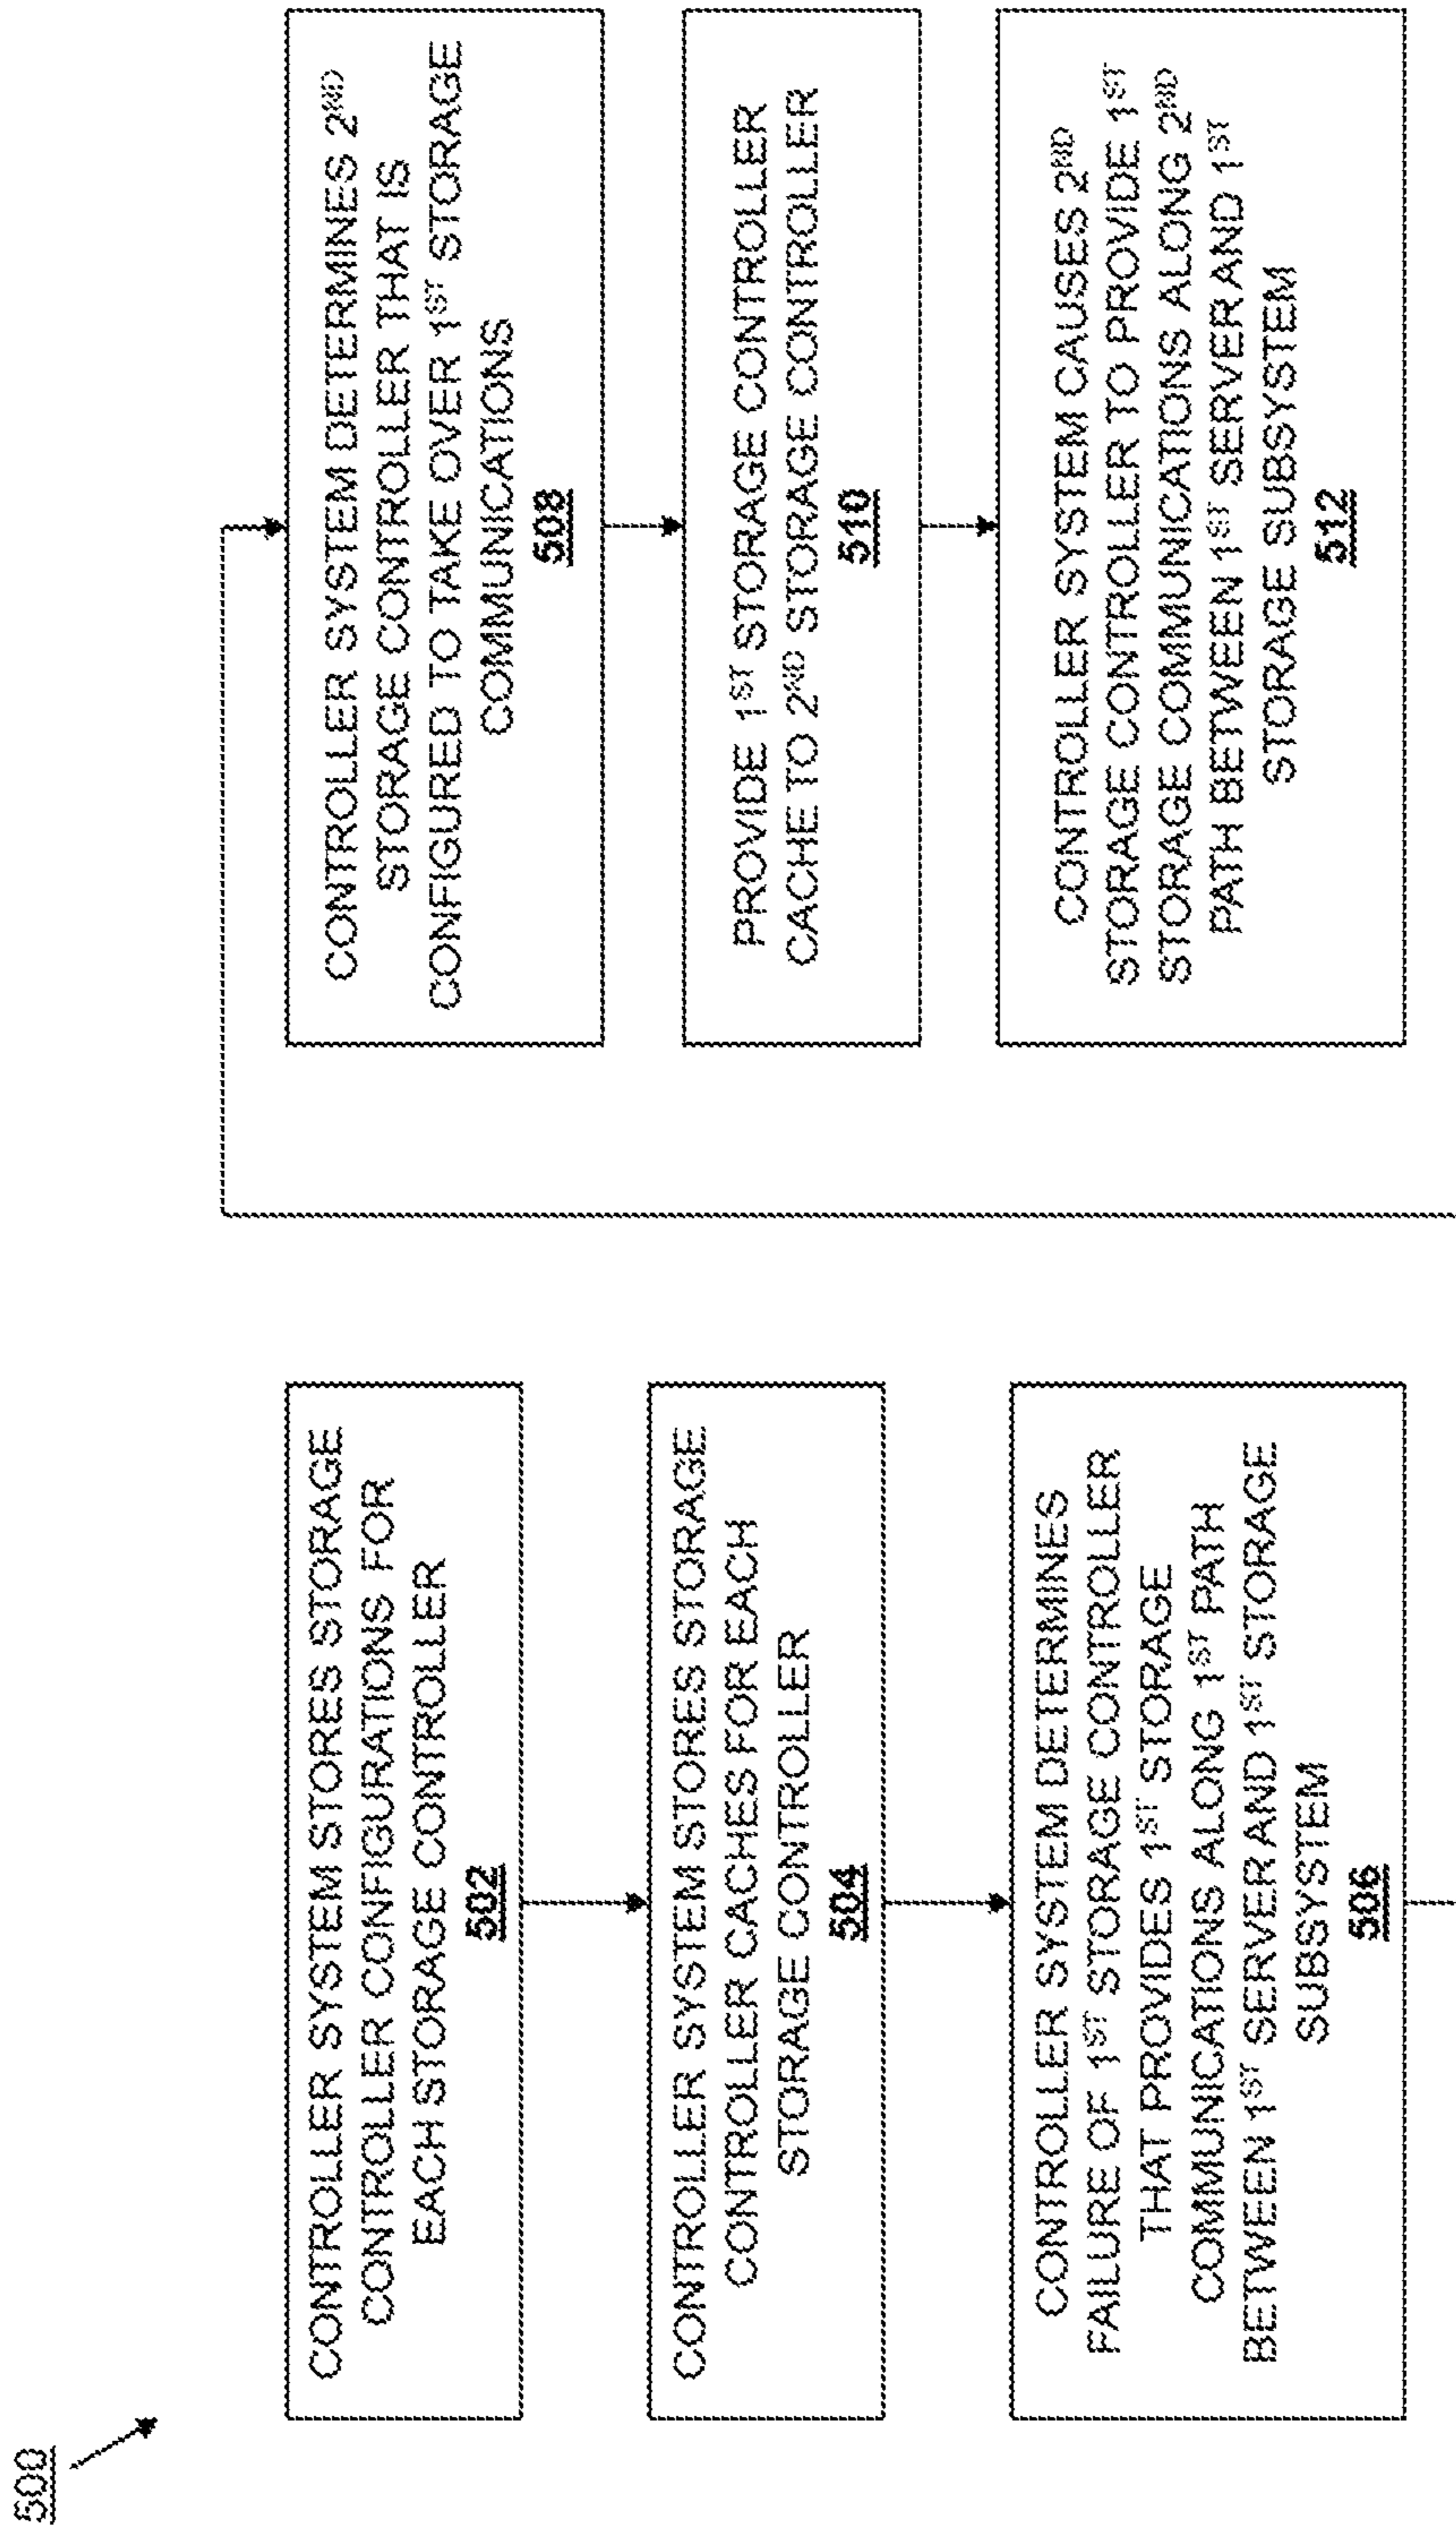 500
CONTROLLER SYSTEM STORES STORAGE
CONTROLLER CONFIGURATIONS FOR
EACH STORAGE CONTROLLER
502
CONTROLLER SYSTEM STORES STORAGE
CONTROLLER CACHES FOR EACH
STORAGE CONTROLLER
504
CONTROLLER SYSTEM DETERMINES
FAILURE OF 1ST STORAGE CONTROLLER
THAT PROVIDES 1ST STORAGE
COMMUNICATIONS ALONG 1ST PATH
BETWEEN 1ST SERVER AND 1ST STORAGE
SUBSYSTEM
506
CONTROLLER SYSTEM DETERMINES 2ND
STORAGE CONTROLLER THAT IS
CONFIGURED TO TAKE OVER 1ST STORAGE
COMMUNICATIONS
508
PROVIDE 1ST STORAGE CONTROLLER
CACHE TO 2ND STORAGE CONTROLLER
510
CONTROLLER SYSTEM CAUSES 2ND
STORAGE CONTROLLER TO PROVIDE 1ST
STORAGE COMMUNICATIONS ALONG 2ND
PATH BETWEEN 1ST SERVER AND 1ST
STORAGE SUBSYSTEM
512